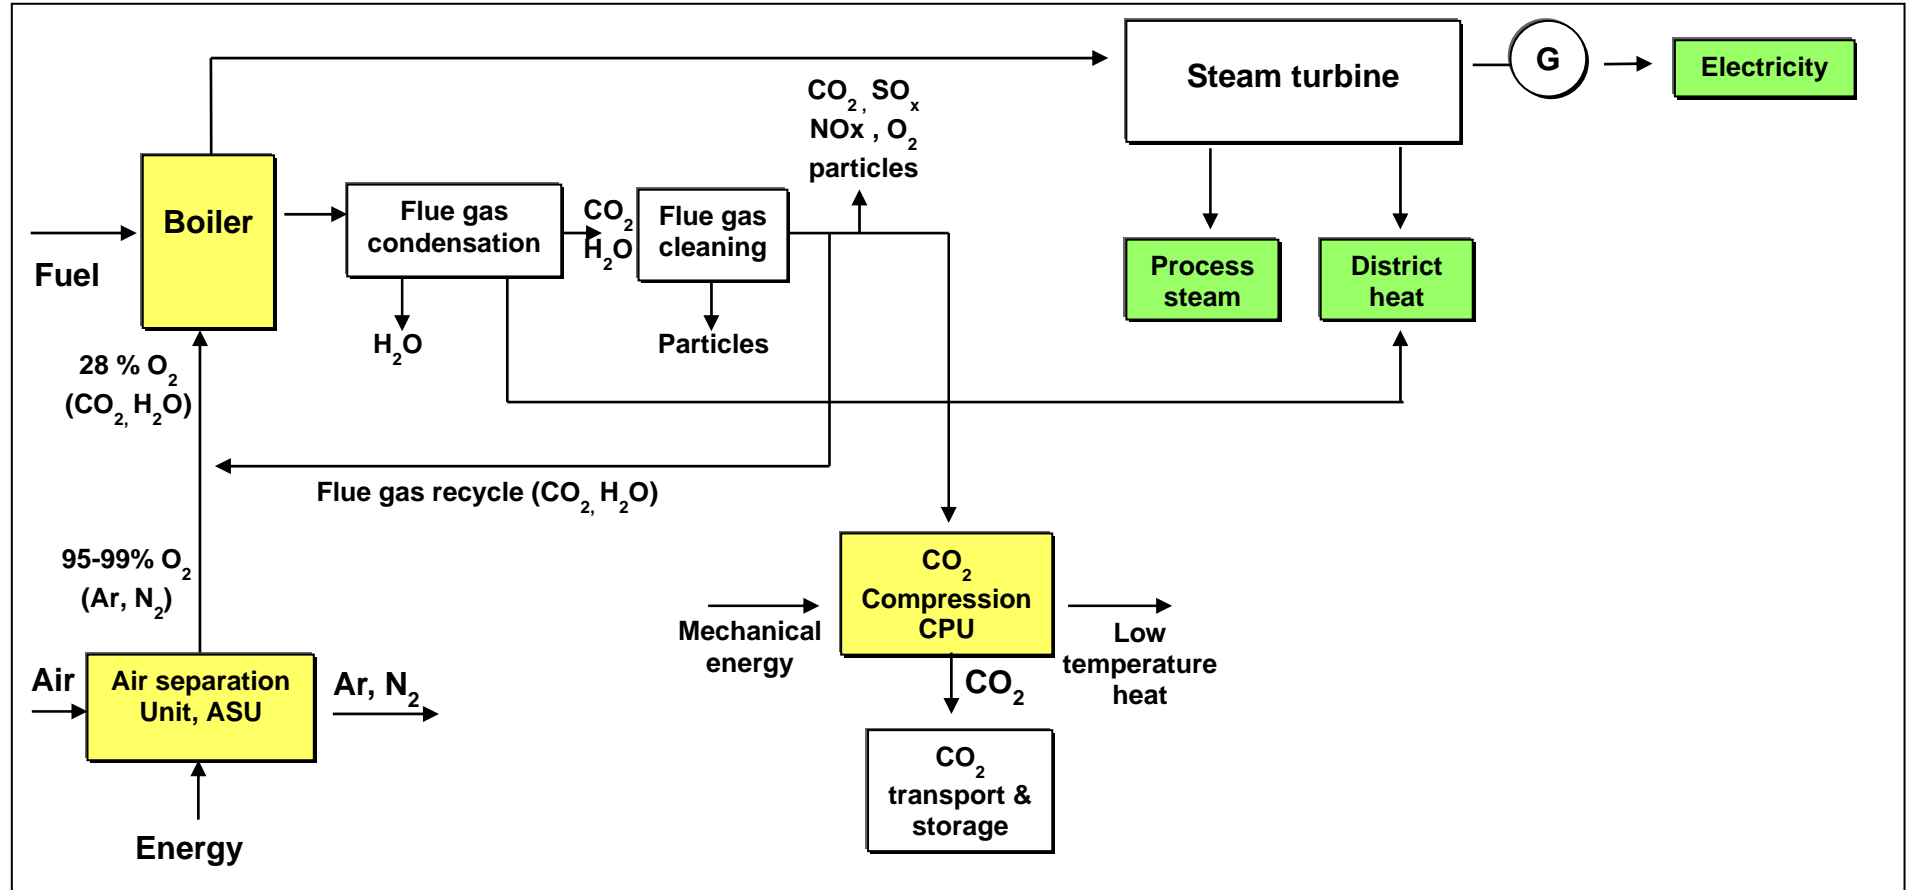 Steam turbine
G
Electricity
CO2, SOx
NOx , O2
particles
Boiler
Flue gas
condensation
CO2
H2O
Flue gas
cleaning
Fuel
Process
steam
District
heat
H2O
Particles
28 % O2
(CO2, H2O)
Flue gas recycle (CO2, H2O)
95-99% O2
(Ar, N2)
CO2
Compression
CPU
Mechanical
energy
Low
temperature
heat
Air
Air separation
Unit, ASU
Ar, N2
CO2
CO2
transport &
storage
Energy